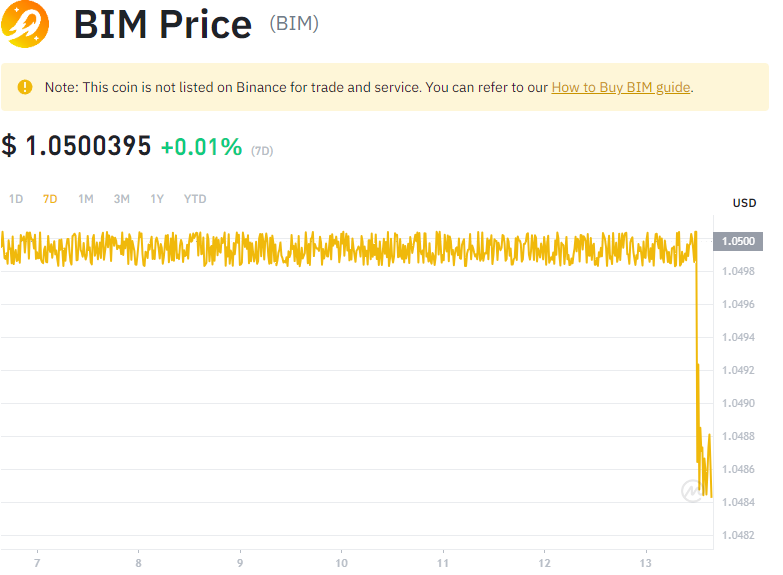 BIM Price (BIM)
Note: This coin is not listed on Binance for trade and service. You can refer to our How to Buy BIM guide.
$ 1.0500395 +0.01% (7D)
1D 7D 1M 3M 1Y YTD
USD
1.0500
1.0498
1.0496
1.0494
1.0492
1.0490
1.0488
1.0486
1.0484
1.0482
7 8 9 10 11 12 13